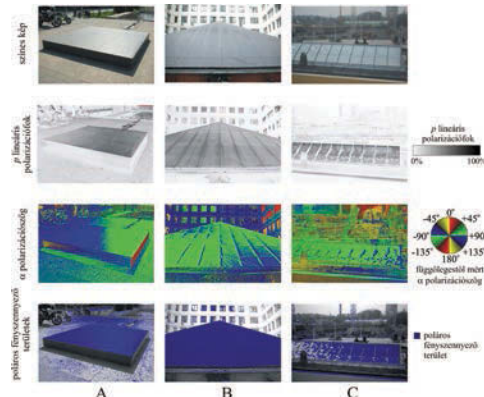 színes kép
p lineáris
polarizációfok
p lineáris
polarizációfok
0%
100%
α polarizációszög
0°
-45°
+45°
-90°
+90°
-135°
+135°
180°
függőlegestől mért
α polarizációszög
poláros fényszennyező
területek
poláros
fényszennyező
terület
A
B
C